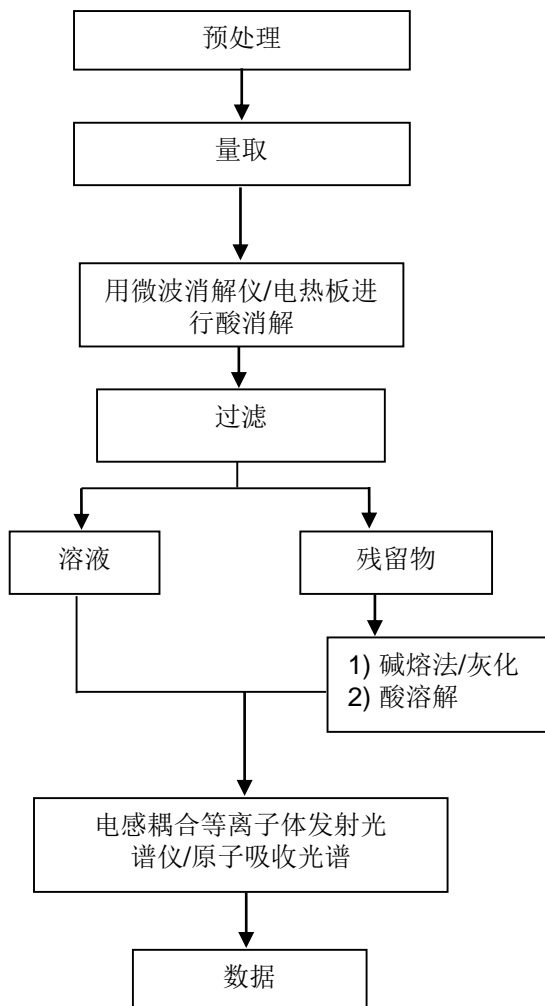 预处理
量取
用微波消解仪/电热板进
行酸消解
过滤
溶液
残留物
1) 碱熔法/灰化
2) 酸溶解
电感耦合等离子体发射光
谱仪/原子吸收光谱
数据